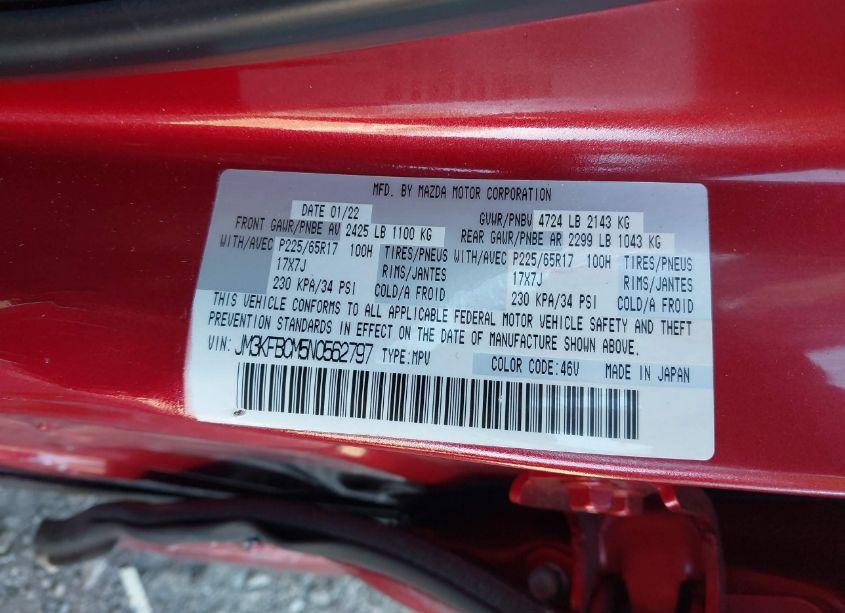 MFD. BY MAZDA MOTOR CORPORATION
DATE 01/22 GVWR/PNBV 4724 LB 2143 KG
FRONT GAWR/PNBE AV 2425 LB 1100 KG REAR GAWR/PNBE AR 2299 LB 1043 KG
WITH/AVEC P225/65R17 100H TIRES/PNEUS WITH/AVEC P225/65R17 100H TIRES/PNEUS
17X7J RIMS/JANTES 17X7J RIMS/JANTES
230 KPA/34 PSI COLD/A FROID 230 KPA/34 PSI COLD/A FROID
THIS VEHICLE CONFORMS TO ALL APPLICABLE FEDERAL MOTOR VEHICLE SAFETY AND THEFT
PREVENTION STANDARDS IN EFFECT ON THE DATE OF MANUFACTURE SHOWN ABOVE.
VIN: JM3KFBCM5N0562797 TYPE:MPV COLOR CODE:46V MADE IN JAPAN